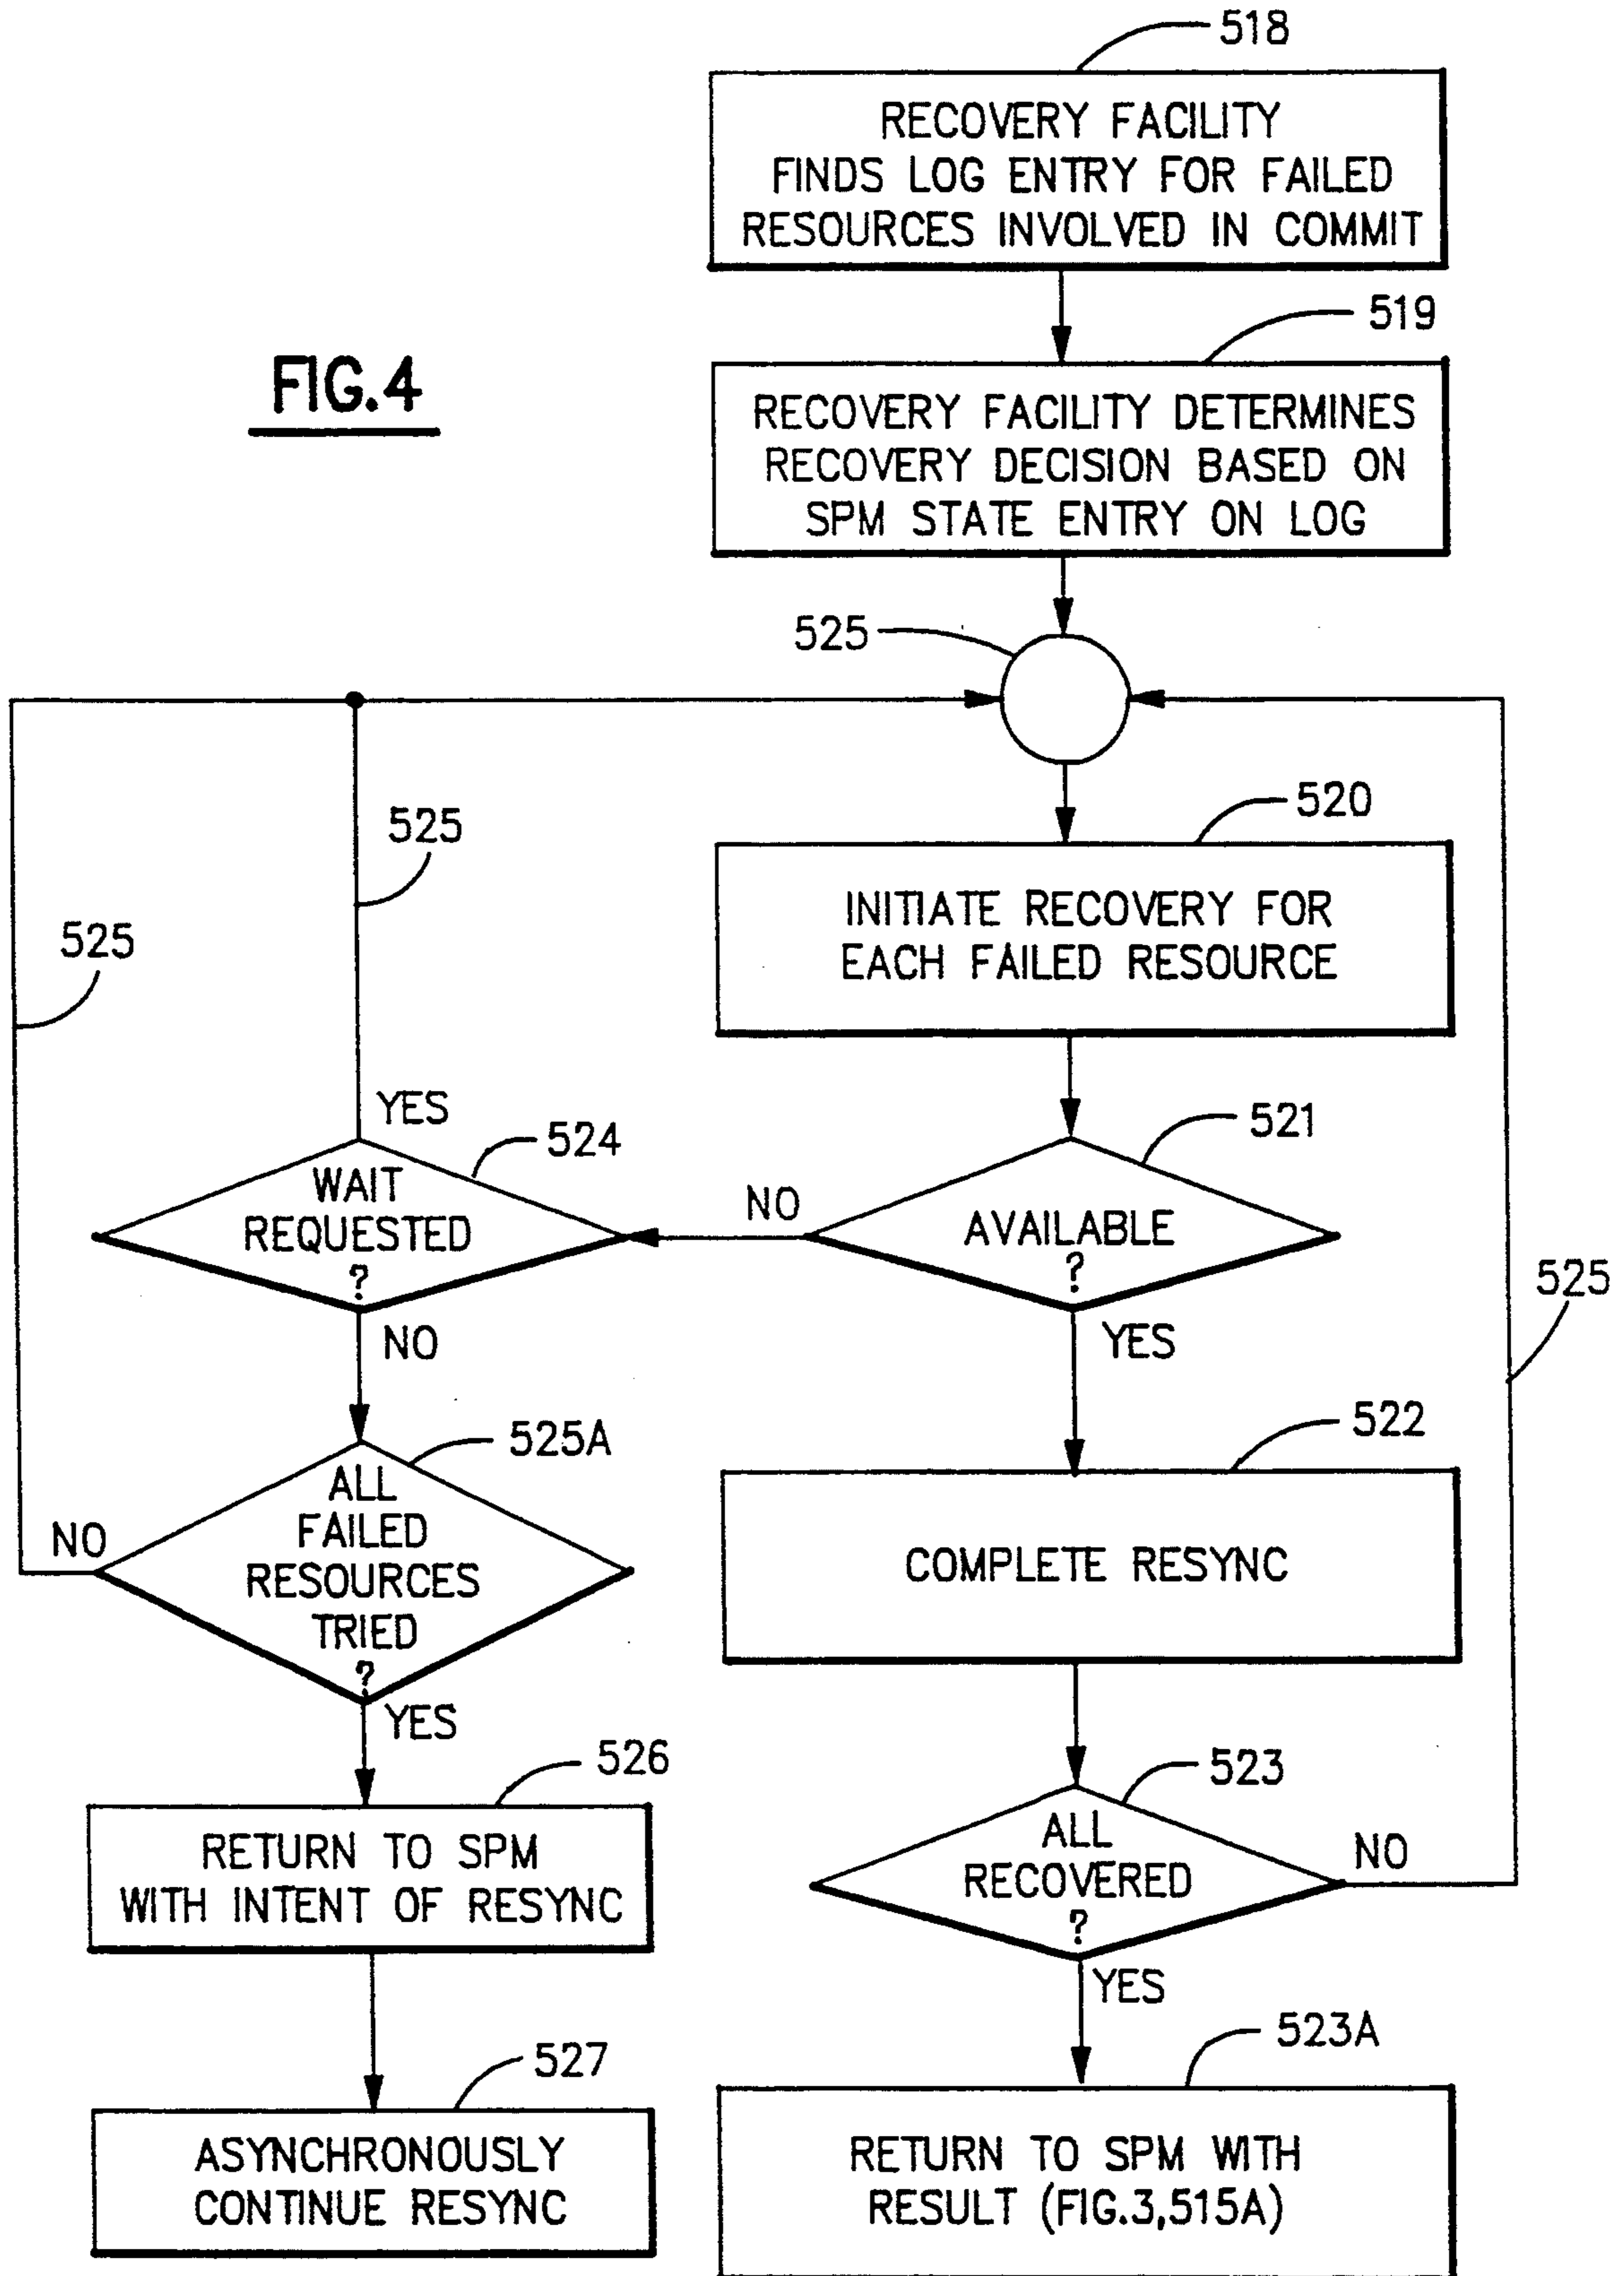 518
RECOVERY FACILITY
FINDS LOG ENTRY FOR FAILED
RESOURCES INVOLVED IN COMMIT
519
FIG.4
RECOVERY FACILITY DETERMINES
RECOVERY DECISION BASED ON
SPM STATE ENTRY ON LOG
525
525
525
520
INITIATE RECOVERY FOR
EACH FAILED RESOURCE
YES
524
WAIT
REQUESTED
?
NO
521
AVAILABLE
?
525
NO
YES
525A
ALL
FAILED
RESOURCES
TRIED
?
NO
YES
522
COMPLETE RESYNC
526
RETURN TO SPM
WITH INTENT OF RESYNC
523
ALL
RECOVERED
?
NO
YES
527
ASYNCHRONOUSLY
CONTINUE RESYNC
523A
RETURN TO SPM WITH
RESULT (FIG.3,515A)